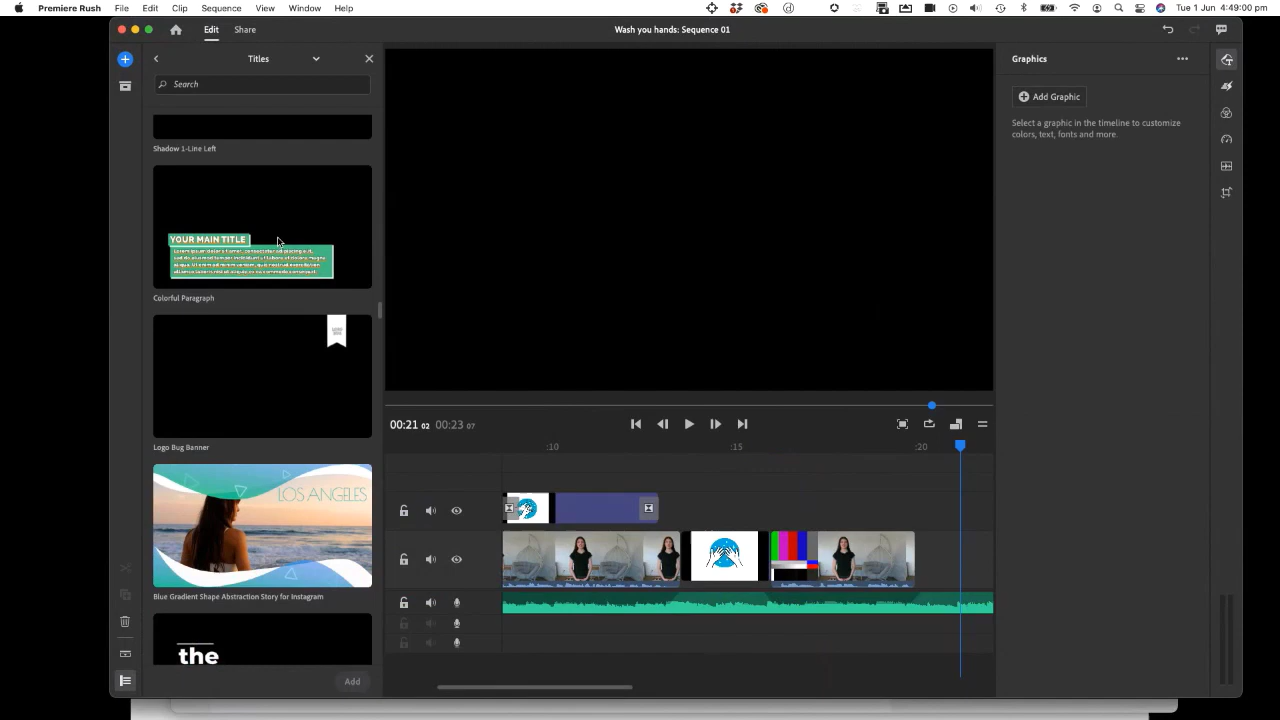 Premiere Rush File Edit Clip Sequence View Window Help Tue 1 Jun 4:49:00 pm
Edit Share Wash you hands: Sequence 01
Titles
Search
Shadow 1-Line Left
YOUR MAIN TITLE
Colorful Paragraph
Logo Bug Banner
LOS ANGELES
Blue Gradient Shape Abstraction Story for Instagram
the
Add
00:21 02 00:23 07
:10 :15 :20
Graphics
Add Graphic
Select a graphic in the timeline to customize
colors, text, fonts and more.